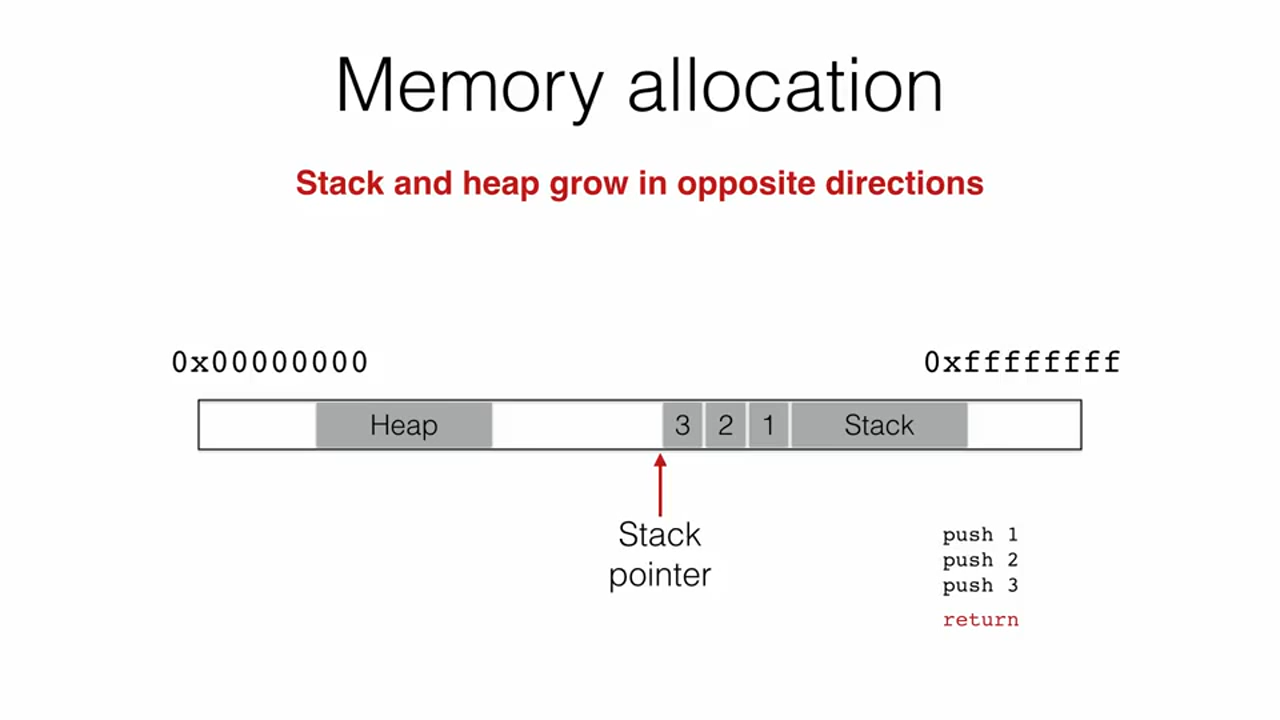 Memory allocation
Stack and heap grow in opposite directions
0x00000000 0xffffffff
Heap 3 2 1 Stack
Stack
pointer
push 1
push 2
push 3
return